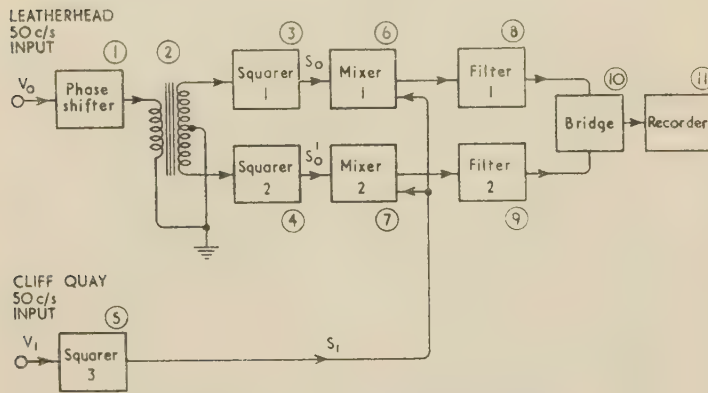 LEATHERHEAD
50 c/s
INPUT
V₀
① Phase shifter
②
③ Squarer 1
S₀
⑥ Mixer 1
⑧ Filter 1
⑩ Bridge
⑪ Recorder
Squarer 2 ④
S₀'
Mixer 2 ⑦
Filter 2 ⑨
CLIFF QUAY
50 c/s
INPUT
V₁
⑤ Squarer 3
S₁